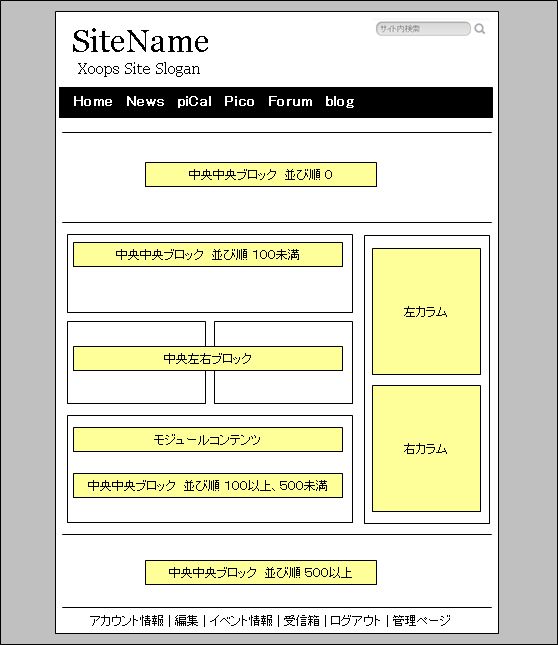 SiteName
サイト内検索
Xoops Site Slogan
Home News piCal Pico Forum blog
中央中央ブロック 並び順 0
中央中央ブロック 並び順 100未満
左カラム
中央左右ブロック
モジュールコンテンツ
右カラム
中央中央ブロック 並び順 100以上、500未満
中央中央ブロック 並び順 500以上
アカウント情報 | 編集 | イベント情報 | 受信箱 | ログアウト | 管理ページ